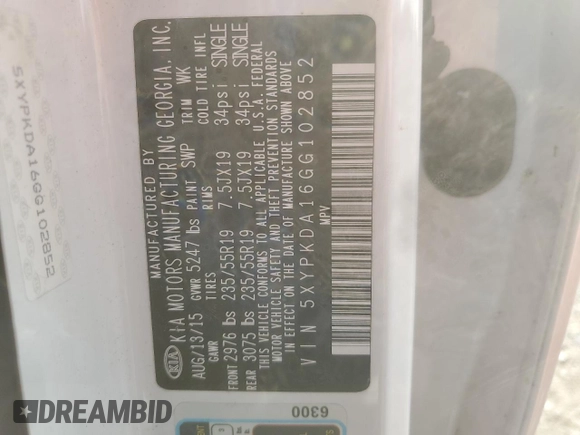 MANUFACTURED BY
KIA KIA MOTORS MANUFACTURING GEORGIA, INC.
AUG/13/15 GVWR 5247 lbs PAINT SWP TRIM WK
GAWR TIRES RIMS COLD TIRE INFL
FRONT 2976 lbs 235/55R19 7.5JX19 34psi SINGLE
REAR 3075 lbs 235/55R19 7.5JX19 34psi SINGLE
THIS VEHICLE CONFORMS TO ALL APPLICABLE U.S.A. FEDERAL
MOTOR VEHICLE SAFETY AND THEFT PREVENTION STANDARDS
IN EFFECT ON THE DATE OF MANUFACTURE SHOWN ABOVE
VIN 5XYPKDA16GG102852
MPV
5XYPKDA16GG102852
6300
DREAMBID